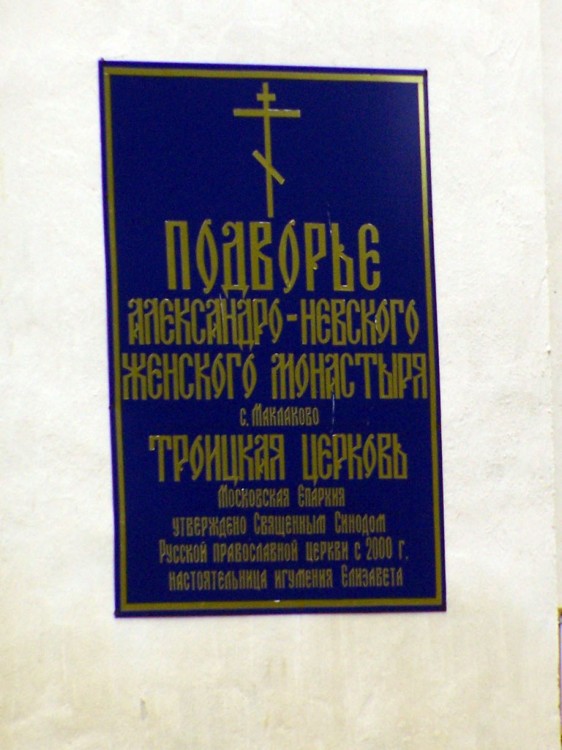 ПОДВОРЬЕ
АЛЕКСАНДРО-НЕВСКОГО
ЖЕНСКОГО МОНАСТЫРЯ
с. Маклаково
ТРОИЦКАЯ ЦЕРКОВЬ
Московская Епархия
утверждено Священным Синодом
Русской православной церкви с 2000 г.
настоятельница игумения Елизавета